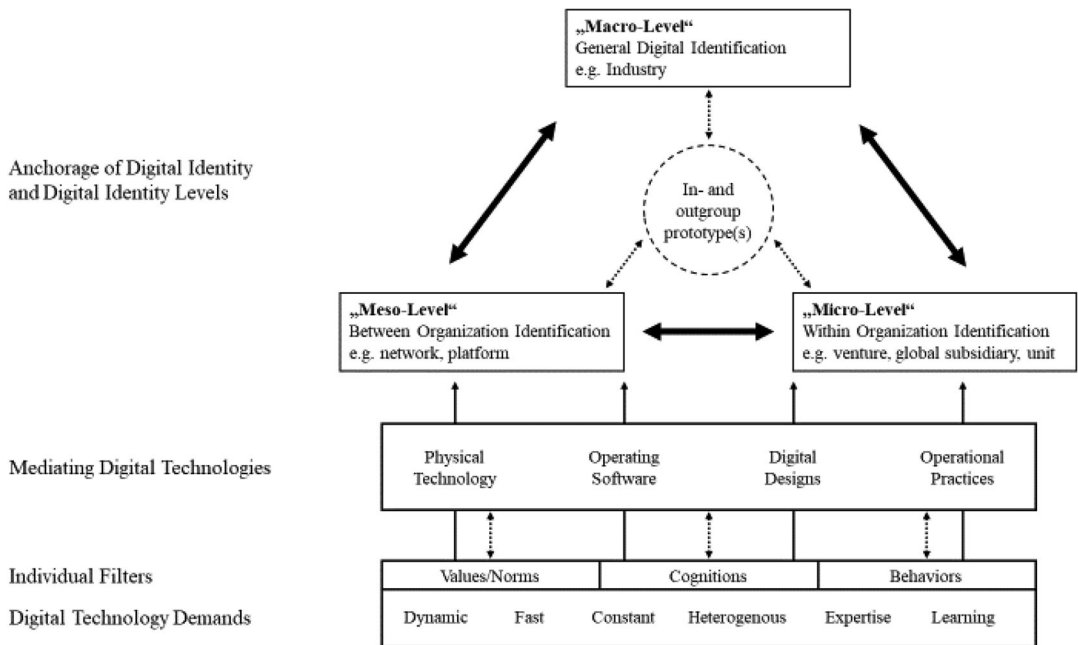 „Macro-Level“
General Digital Identification
e.g. Industry
Anchorage of Digital Identity
and Digital Identity Levels
In- and
outgroup
prototype(s)
„Meso-Level“
Between Organization Identification
e.g. network, platform
„Micro-Level“
Within Organization Identification
e.g. venture, global subsidiary, unit
Mediating Digital Technologies
Physical
Technology
Operating
Software
Digital
Designs
Operational
Practices
Individual Filters
Values/Norms
Cognitions
Behaviors
Digital Technology Demands
Dynamic
Fast
Constant
Heterogenous
Expertise
Learning